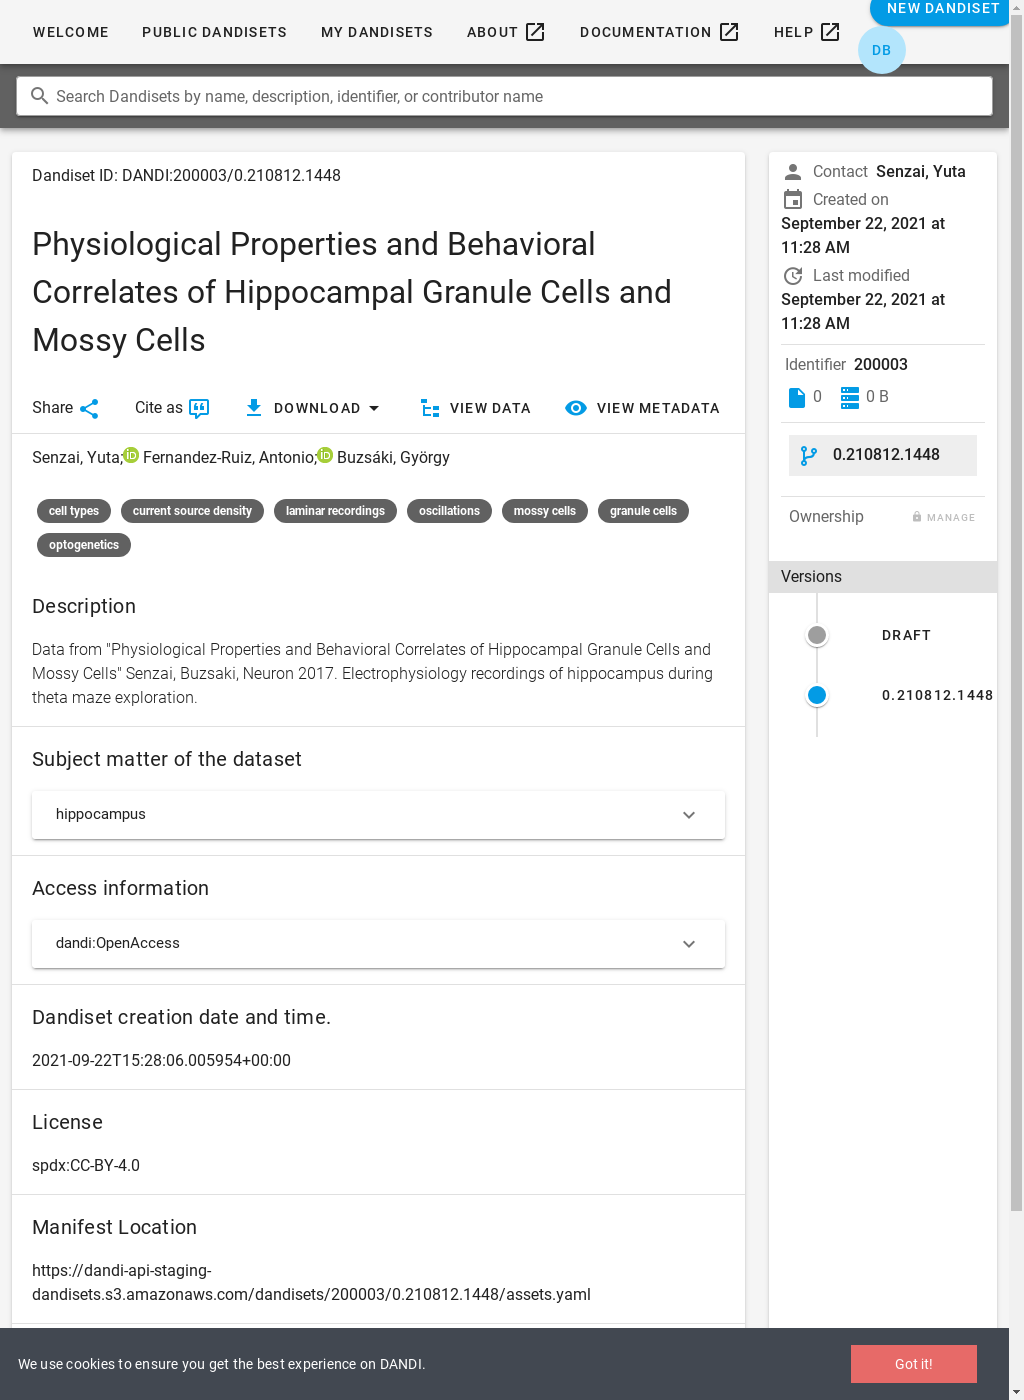 WELCOME
PUBLIC DANDISETS
MY DANDISETS
ABOUT
DOCUMENTATION
HELP
NEW DANDISET
DB
Search Dandisets by name, description, identifier, or contributor name
Dandiset ID: DANDI:200003/0.210812.1448
Physiological Properties and Behavioral
Correlates of Hippocampal Granule Cells and
Mossy Cells
Share
Cite as
DOWNLOAD
VIEW DATA
VIEW METADATA
Senzai, Yuta; iD Fernandez-Ruiz, Antonio; iD Buzsáki, György
cell types
current source density
laminar recordings
oscillations
mossy cells
granule cells
optogenetics
Description
Data from "Physiological Properties and Behavioral Correlates of Hippocampal Granule Cells and
Mossy Cells" Senzai, Buzsaki, Neuron 2017. Electrophysiology recordings of hippocampus during
theta maze exploration.
Subject matter of the dataset
hippocampus
Access information
dandi:OpenAccess
Dandiset creation date and time.
2021-09-22T15:28:06.005954+00:00
License
spdx:CC-BY-4.0
Manifest Location
https://dandi-api-staging-
dandisets.s3.amazonaws.com/dandisets/200003/0.210812.1448/assets.yaml
Contact Senzai, Yuta
Created on
September 22, 2021 at
11:28 AM
Last modified
September 22, 2021 at
11:28 AM
Identifier 200003
0
0 B
0.210812.1448
Ownership
MANAGE
Versions
DRAFT
0.210812.1448
We use cookies to ensure you get the best experience on DANDI.
Got it!